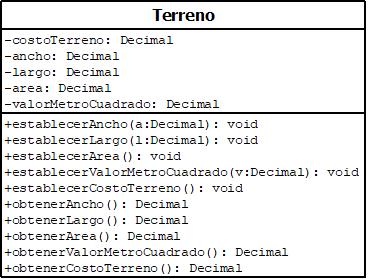 Terreno
-costoTerreno: Decimal
-ancho: Decimal
-largo: Decimal
-area: Decimal
-valorMetroCuadrado: Decimal
+establecerAncho(a:Decimal): void
+establecerLargo(l:Decimal): void
+establecerArea(): void
+establecerValorMetroCuadrado(v:Decimal): void
+establecerCostoTerreno(): void
+obtenerAncho(): Decimal
+obtenerLargo(): Decimal
+obtenerArea(): Decimal
+obtenerValorMetroCuadrado(): Decimal
+obtenerCostoTerreno(): Decimal